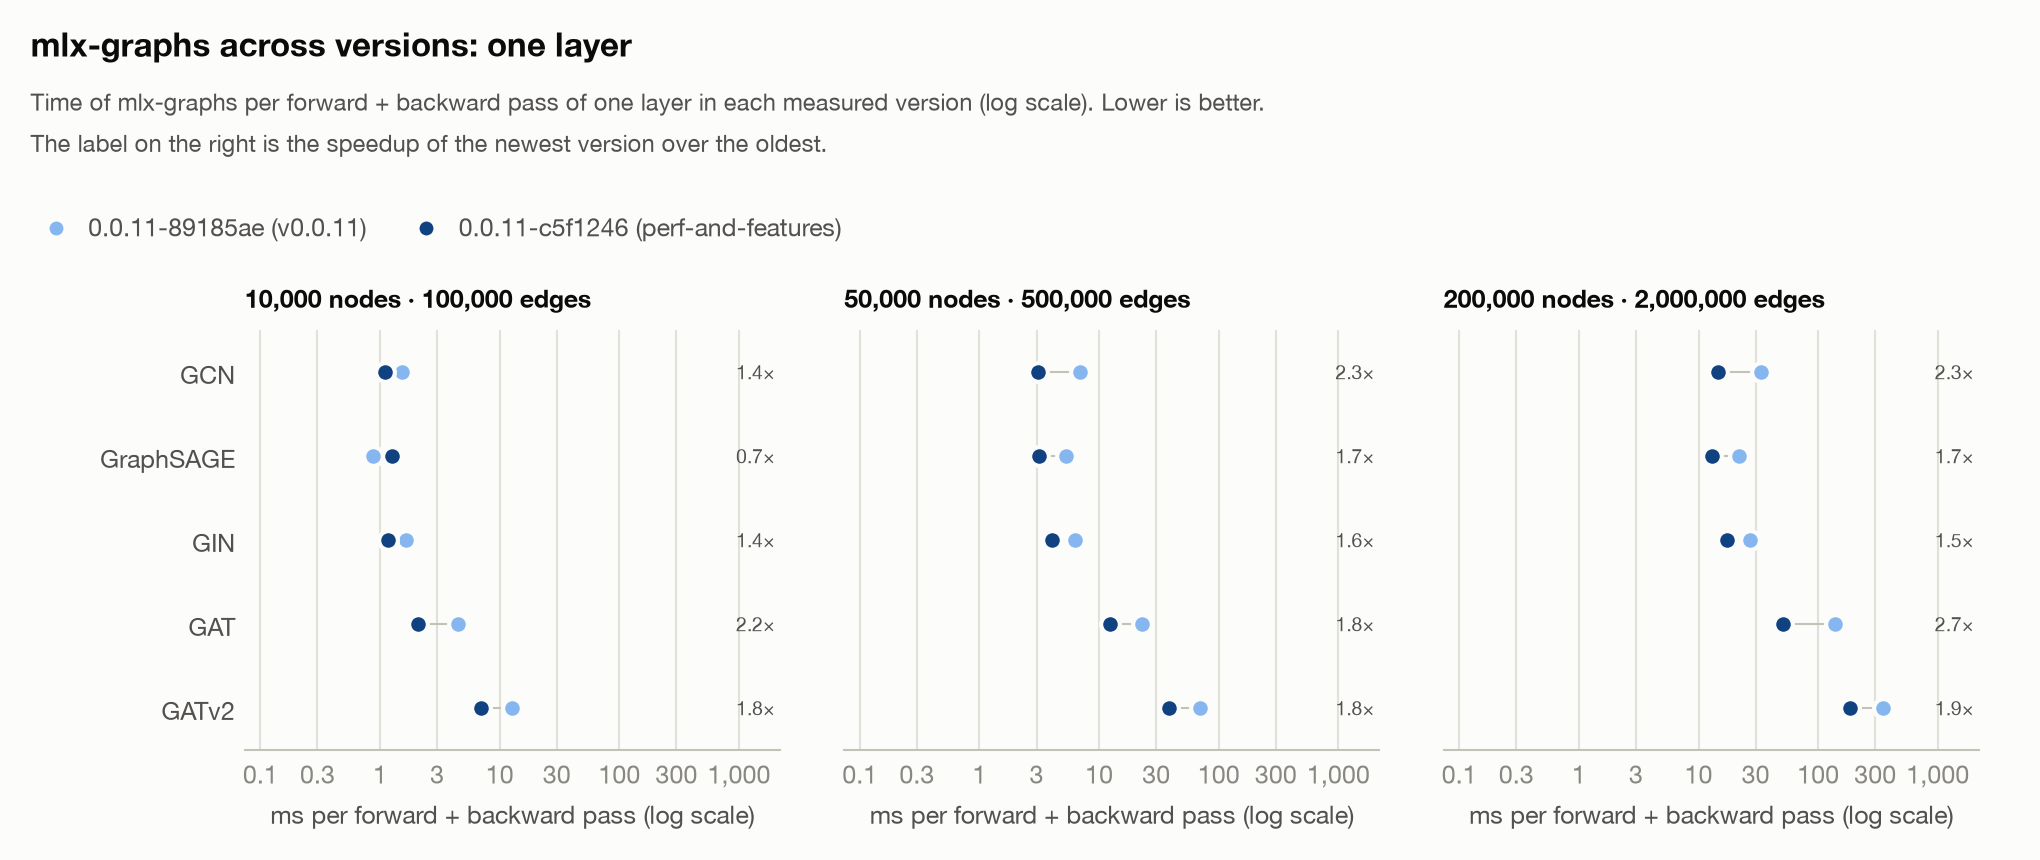 mlx-graphs across versions: one layer
Time of mlx-graphs per forward + backward pass of one layer in each measured version (log scale). Lower is better.
The label on the right is the speedup of the newest version over the oldest.
0.0.11-89185ae (v0.0.11) 0.0.11-c5f1246 (perf-and-features)
10,000 nodes · 100,000 edges 50,000 nodes · 500,000 edges 200,000 nodes · 2,000,000 edges
GCN 1.4× 2.3× 2.3×
GraphSAGE 0.7× 1.7× 1.7×
GIN 1.4× 1.6× 1.5×
GAT 2.2× 1.8× 2.7×
GATv2 1.8× 1.8× 1.9×
0.1 0.3 1 3 10 30 100 300 1,000 0.1 0.3 1 3 10 30 100 300 1,000 0.1 0.3 1 3 10 30 100 300 1,000
ms per forward + backward pass (log scale) ms per forward + backward pass (log scale) ms per forward + backward pass (log scale)